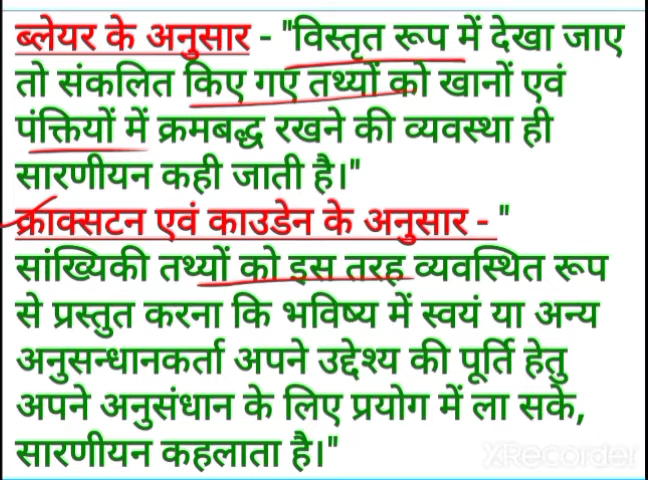 ब्लेयर के अनुसार - "विस्तृत रूप में देखा जाए
तो संकलित किए गए तथ्यों को खानों एवं
पंक्तियों में क्रमबद्ध रखने की व्यवस्था ही
सारणीयन कही जाती है।"
क्राक्सटन एवं काउडेन के अनुसार - "
सांख्यिकी तथ्यों को इस तरह व्यवस्थित रूप
से प्रस्तुत करना कि भविष्य में स्वयं या अन्य
अनुसन्धानकर्ता अपने उद्देश्य की पूर्ति हेतु
अपने अनुसंधान के लिए प्रयोग में ला सके,
सारणीयन कहलाता है।"
XRecorder